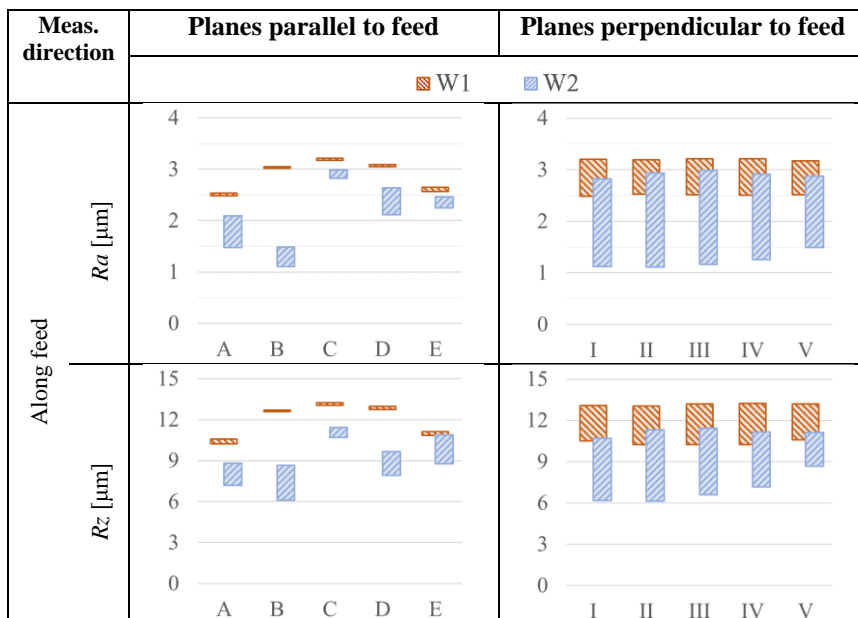 Meas. direction
Planes parallel to feed
Planes perpendicular to feed
W1 W2
Along feed
Ra [µm]
4
3
2
1
0
A B C D E
4
3
2
1
0
I II III IV V
Rz [µm]
15
12
9
6
3
0
A B C D E
15
12
9
6
3
0
I II III IV V